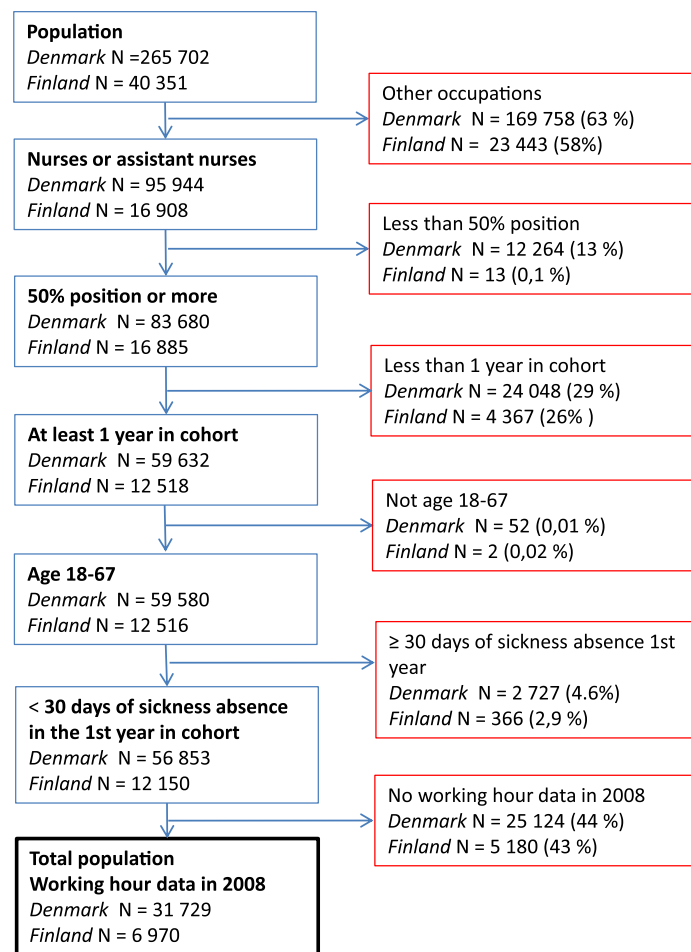 Population
Denmark N =265 702
Finland N = 40 351
Other occupations
Denmark N = 169 758 (63 %)
Finland N = 23 443 (58%)
Nurses or assistant nurses
Denmark N = 95 944
Finland N = 16 908
Less than 50% position
Denmark N = 12 264 (13 %)
Finland N = 13 (0,1 %)
50% position or more
Denmark N = 83 680
Finland N = 16 885
Less than 1 year in cohort
Denmark N = 24 048 (29 %)
Finland N = 4 367 (26% )
At least 1 year in cohort
Denmark N = 59 632
Finland N = 12 518
Not age 18-67
Denmark N = 52 (0,01 %)
Finland N = 2 (0,02 %)
Age 18-67
Denmark N = 59 580
Finland N = 12 516
≥ 30 days of sickness absence 1st
year
Denmark N = 2 727 (4.6%)
Finland N = 366 (2,9 %)
< 30 days of sickness absence
in the 1st year in cohort
Denmark N = 56 853
Finland N = 12 150
No working hour data in 2008
Denmark N = 25 124 (44 %)
Finland N = 5 180 (43 %)
Total population
Working hour data in 2008
Denmark N = 31 729
Finland N = 6 970